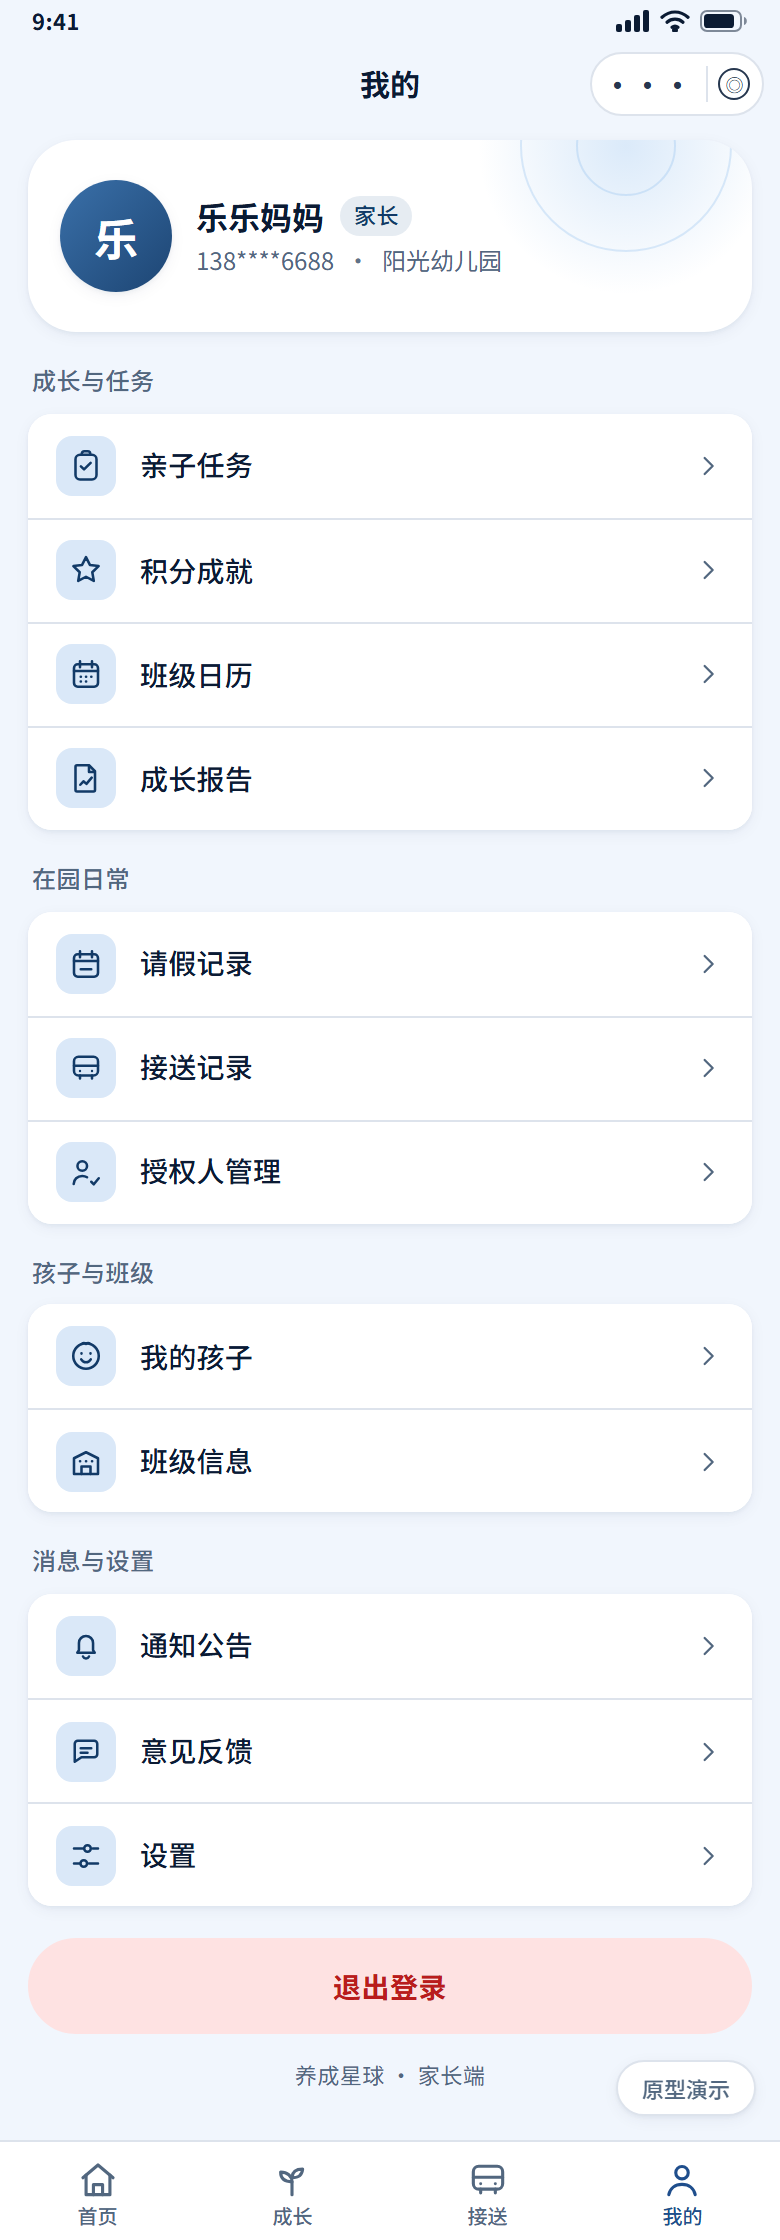 9:41
我的
乐
乐乐妈妈 家长
138****6688 · 阳光幼儿园
成长与任务
亲子任务
积分成就
班级日历
成长报告
在园日常
请假记录
接送记录
授权人管理
孩子与班级
我的孩子
班级信息
消息与设置
通知公告
意见反馈
设置
退出登录
养成星球 · 家长端
原型演示
首页 成长 接送 我的